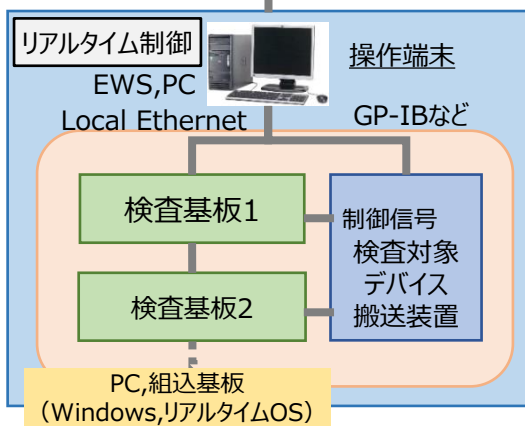 リアルタイム制御
操作端末
EWS,PC
Local Ethernet
GP-IBなど
検査基板1
制御信号
検査対象
デバイス
搬送装置
検査基板2
PC,組込基板
（Windows,リアルタイムOS）